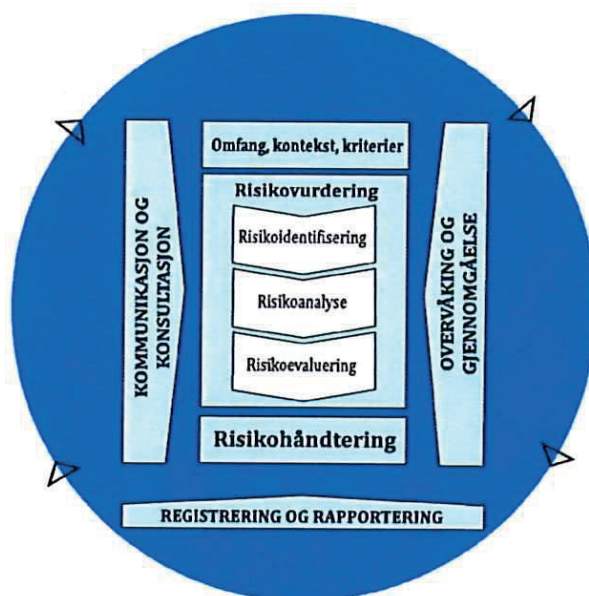 Omfang, kontekst, kriterier
Risikovurdering
Risikoidentifisering
Risikoanalyse
Risikoevaluering
Risikohåndtering
KOMMUNIKASJON OG
KONSULTASJON
OVERVÅKING OG
GJENNOMGÅELSE
REGISTRERING OG RAPPORTERING